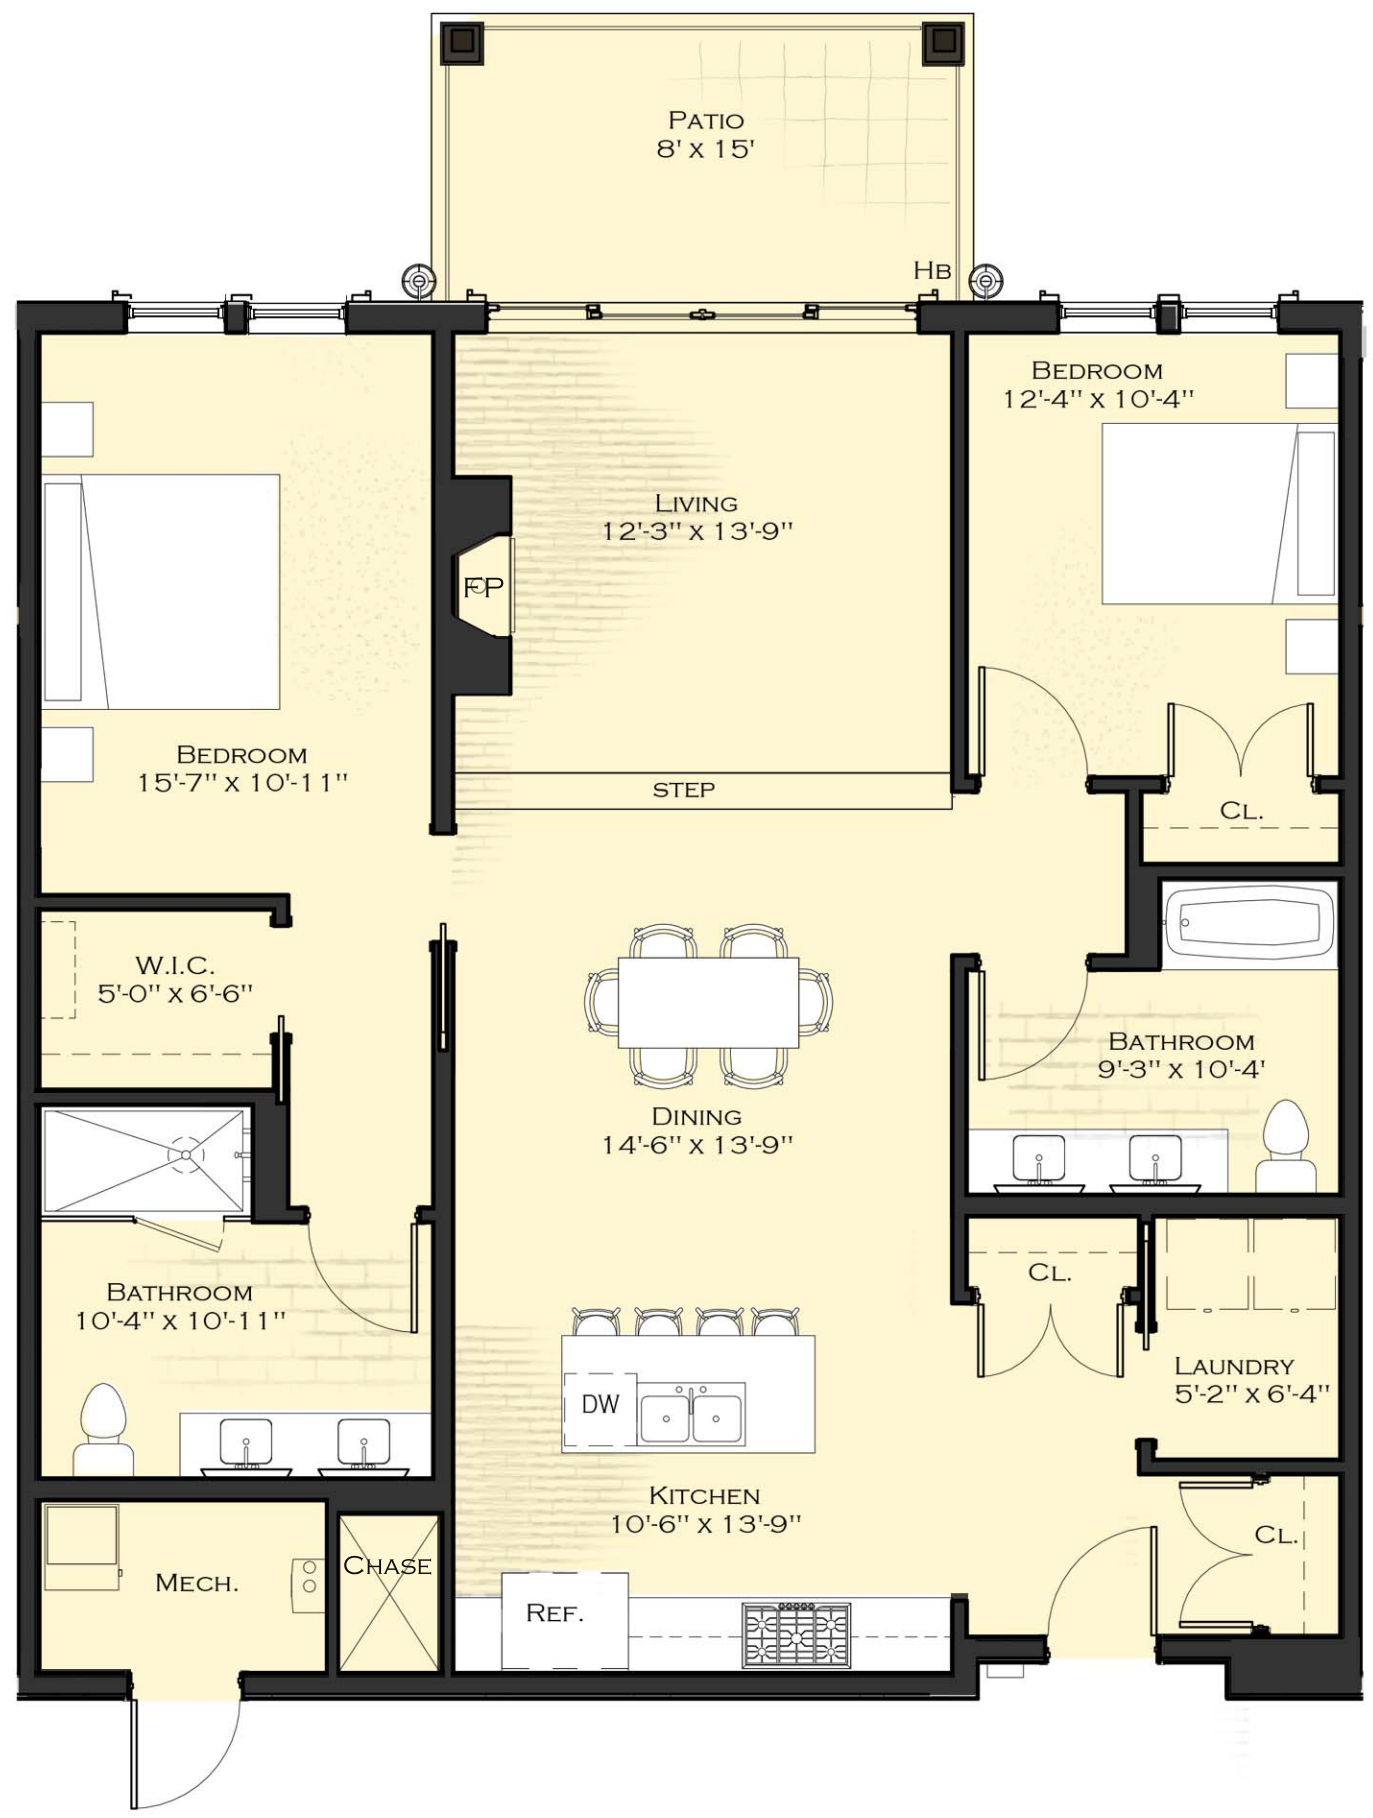 PATIO
8' X 15'
HB
BEDROOM
12'-4" X 10'-4"
LIVING
12'-3" X 13'-9"
FP
BEDROOM
15'-7" X 10'-11"
STEP
CL.
W.I.C.
5'-0" X 6'-6"
BATHROOM
9'-3" X 10'-4'
DINING
14'-6" X 13'-9"
CL.
BATHROOM
10'-4" X 10'-11"
LAUNDRY
5'-2" X 6'-4"
DW
KITCHEN
10'-6" X 13'-9"
CL.
CHASE
MECH.
REF.